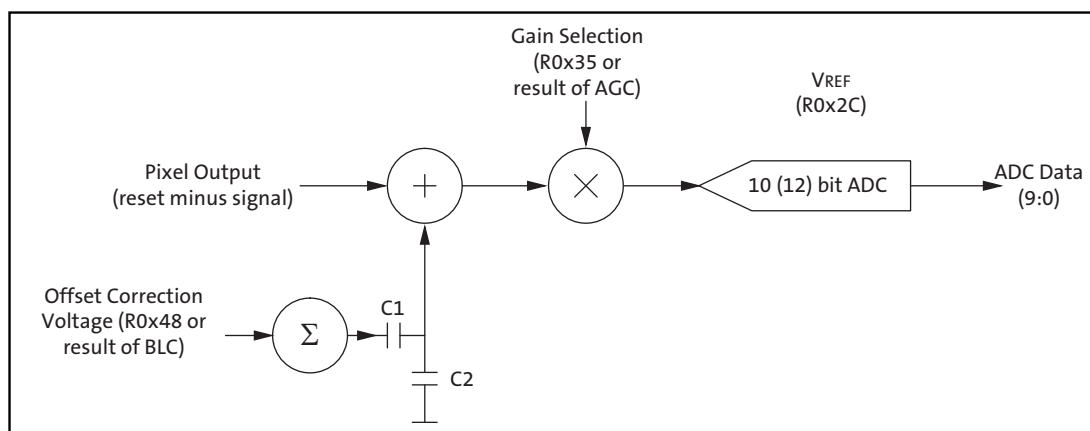 Gain Selection
(R0x35 or
result of AGC)
VREF
(R0x2C)
Pixel Output
(reset minus signal)
+
×
10 (12) bit ADC
ADC Data
(9:0)
Offset Correction
Voltage (R0x48 or
result of BLC)
Σ
C1
C2